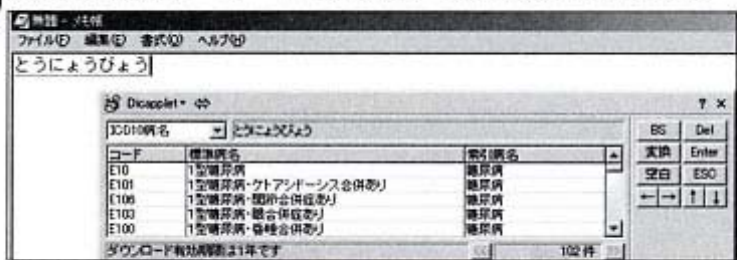 無題 - メモ帳
ファイル(F) 編集(E) 書式(O) ヘルプ(H)
とうにょうびょう
Dicapplet
? ×
ICD10病名 とうにょうびょう
BS Del
コード 標準病名 索引病名
変換 Enter
E10 1型糖尿病 糖尿病
空白 ESC
E101 1型糖尿病・ケトアシドーシス合併あり 糖尿病
← → ↑ ↓
E106 1型糖尿病・関節合併症あり 糖尿病
E103 1型糖尿病・眼合併症あり 糖尿病
E100 1型糖尿病・昏睡合併あり 糖尿病
ダウンロード有効期限は1年です 102件